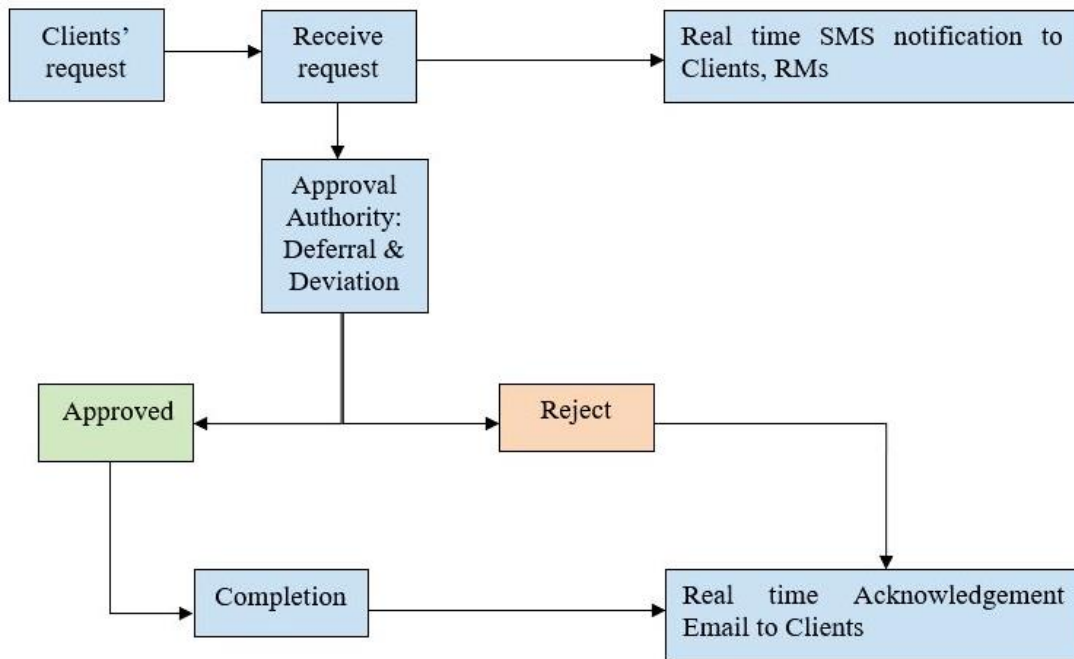 Clients’
request
Receive
request
Real time SMS notification to
Clients, RMs
Approval
Authority:
Deferral &
Deviation
Approved
Reject
Completion
Real time Acknowledgement
Email to Clients